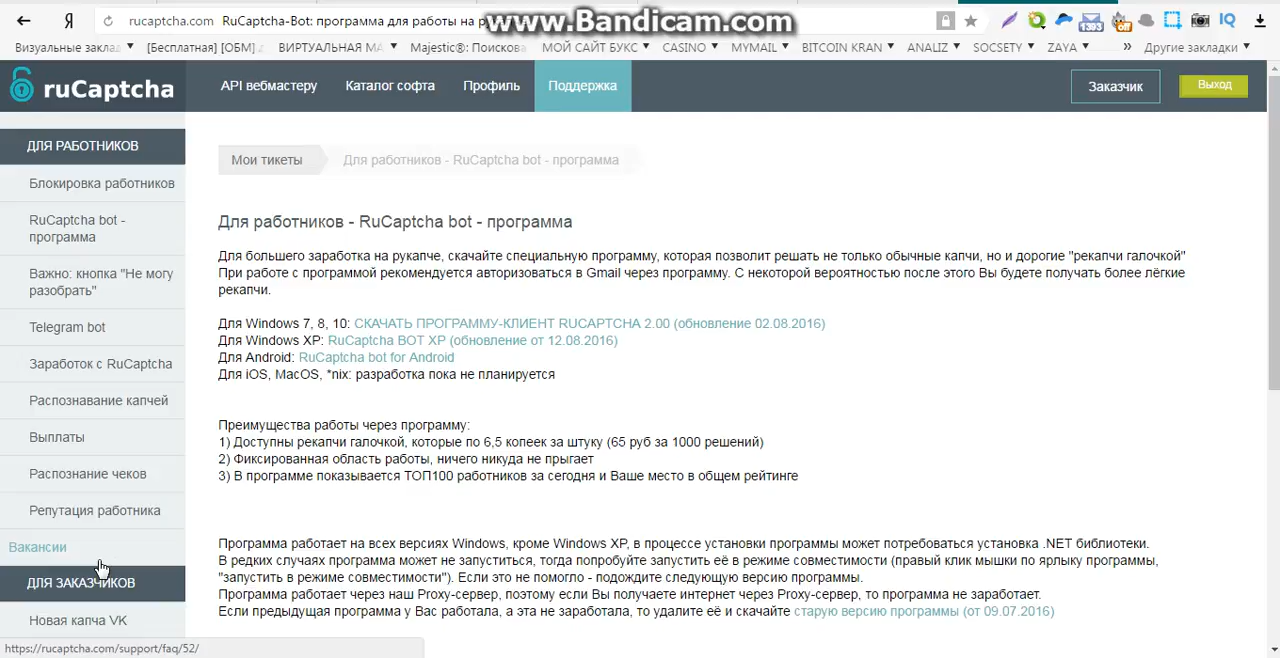 rucaptcha.com RuCaptcha-Bot: программа для работы на
www.Bandicam.com
Визуальные заклад
[Бесплатная] [ОБМ]
ВИРТУАЛЬНАЯ МА
Majestic®: Поискова
МОЙ САЙТ БУКС
CASINO
MYMAIL
BITCOIN KRAN
ANALIZ
SOCSETY
ZAYA
» Другие закладки
ruCaptcha
API вебмастеру
Каталог софта
Профиль
Поддержка
Заказчик
Выход
ДЛЯ РАБОТНИКОВ
Блокировка работников
RuCaptcha bot -
программа
Важно: кнопка "Не могу
разобрать"
Telegram bot
Заработок с RuCaptcha
Распознавание капчей
Выплаты
Распознание чеков
Репутация работника
Вакансии
ДЛЯ ЗАКАЗЧИКОВ
Новая капча VK
Мои тикеты
Для работников - RuCaptcha bot - программа
Для работников - RuCaptcha bot - программа
Для большего заработка на рукапче, скачайте специальную программу, которая позволит решать не только обычные капчи, но и дорогие "рекапчи галочкой"
При работе с программой рекомендуется авторизоваться в Gmail через программу. С некоторой вероятностью после этого Вы будете получать более лёгкие
рекапчи.
Для Windows 7, 8, 10: СКАЧАТЬ ПРОГРАММУ-КЛИЕНТ RUCAPTCHA 2.00 (обновление 02.08.2016)
Для Windows XP: RuCaptcha BOT XP (обновление от 12.08.2016)
Для Android: RuCaptcha bot for Android
Для iOS, MacOS, *nix: разработка пока не планируется
Преимущества работы через программу:
1) Доступны рекапчи галочкой, которые по 6,5 копеек за штуку (65 руб за 1000 решений)
2) Фиксированная область работы, ничего никуда не прыгает
3) В программе показывается ТОП100 работников за сегодня и Ваше место в общем рейтинге
Программа работает на всех версиях Windows, кроме Windows XP, в процессе установки программы может потребоваться установка .NET библиотеки.
В редких случаях программа может не запуститься, тогда попробуйте запустить её в режиме совместимости (правый клик мышки по ярлыку программы,
"запустить в режиме совместимости"). Если это не помогло - подождите следующую версию программы.
Программа работает через наш Proxy-сервер, поэтому если Вы получаете интернет через Proxy-сервер, то программа не заработает.
Если предыдущая программа у Вас работала, а эта не заработала, то удалите её и скачайте старую версию программы (от 09.07.2016)
https://rucaptcha.com/support/faq/52/